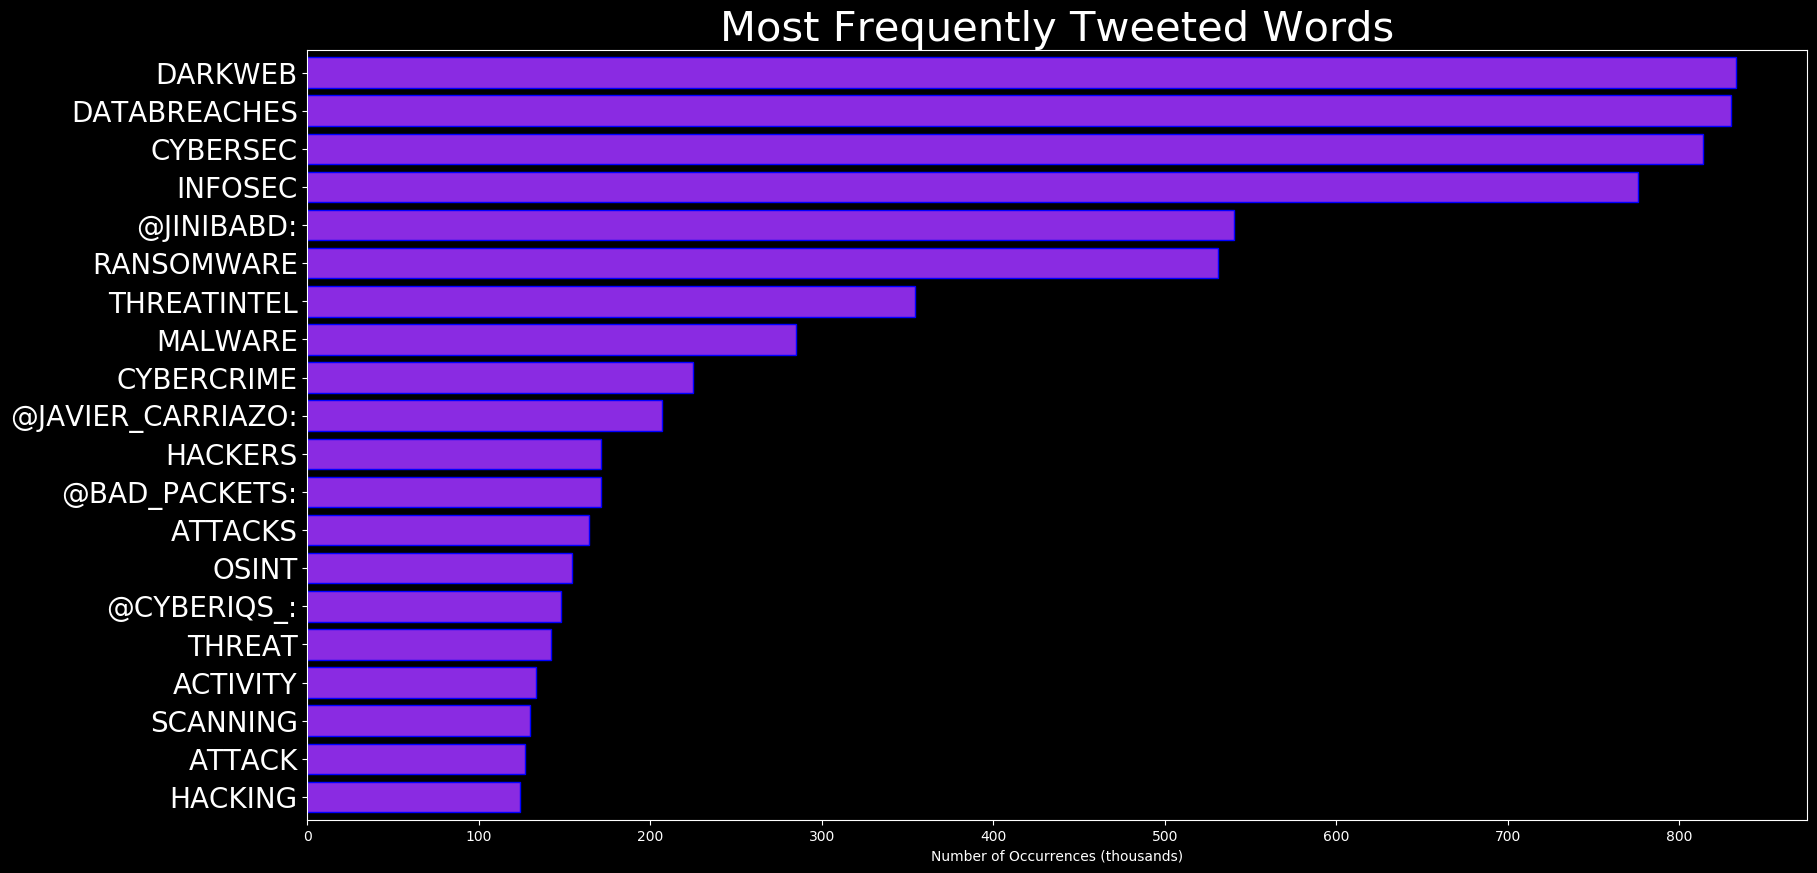 Most Frequently Tweeted Words
DARKWEB
DATABREACHES
CYBERSEC
INFOSEC
@JINIBABD:
RANSOMWARE
THREATINTEL
MALWARE
CYBERCRIME
@JAVIER_CARRIAZO:
HACKERS
@BAD_PACKETS:
ATTACKS
OSINT
@CYBERIQS_:
THREAT
ACTIVITY
SCANNING
ATTACK
HACKING
0 100 200 300 400 500 600 700 800
Number of Occurrences (thousands)